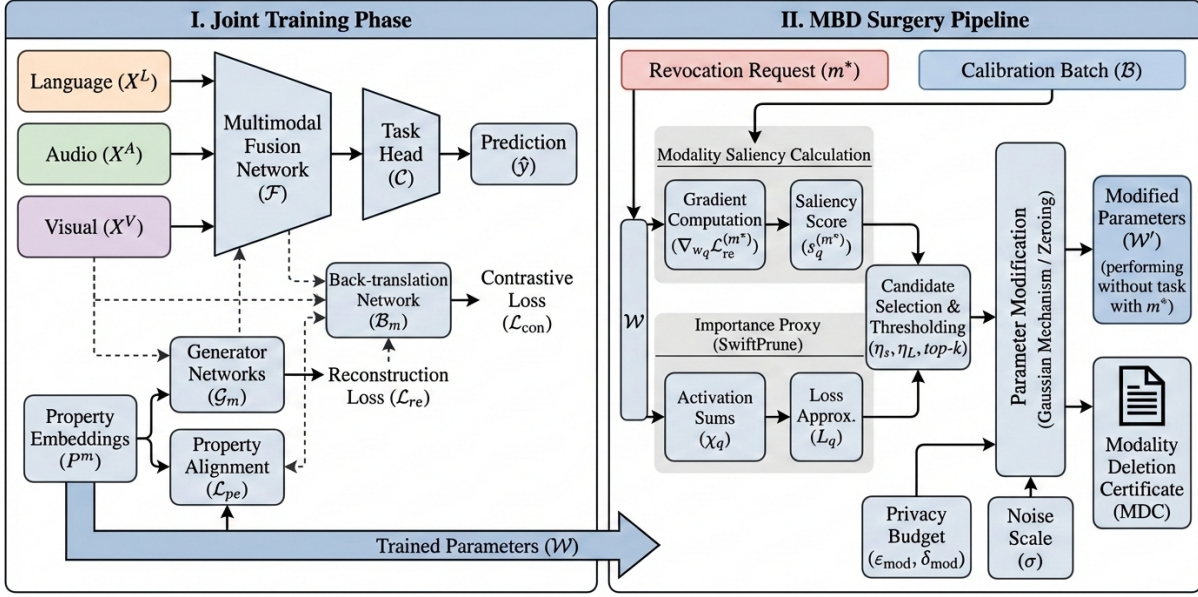 I. Joint Training Phase
Language (X^L)
Audio (X^A)
Visual (X^V)
Multimodal
Fusion
Network
(ℱ)
Task
Head
(𝒞)
Prediction
(ŷ)
Back-translation
Network
(ℬ_m)
Contrastive
Loss
(ℒ_con)
Generator
Networks
(𝒢_m)
Reconstruction
Loss (ℒ_re)
Property
Embeddings
(P^m)
Property
Alignment
(ℒ_pe)
Trained Parameters (𝒲)
II. MBD Surgery Pipeline
Revocation Request (m*)
Calibration Batch (ℬ)
Modality Saliency Calculation
Gradient
Computation
(∇_{w_q} ℒ_re^{(m*)})
Saliency
Score
(s_q^{(m*)})
𝒲
Importance Proxy
(SwiftPrune)
Activation
Sums
(χ_q)
Loss
Approx.
(L_q)
Candidate
Selection &
Thresholding
(η_s, η_L, top-k)
Parameter Modification
(Gaussian Mechanism / Zeroing)
Privacy
Budget
(ε_mod, δ_mod)
Noise
Scale
(σ)
Modified
Parameters
(𝒲′)
(performing
without task
with m*)
Modality
Deletion
Certificate
(MDC)